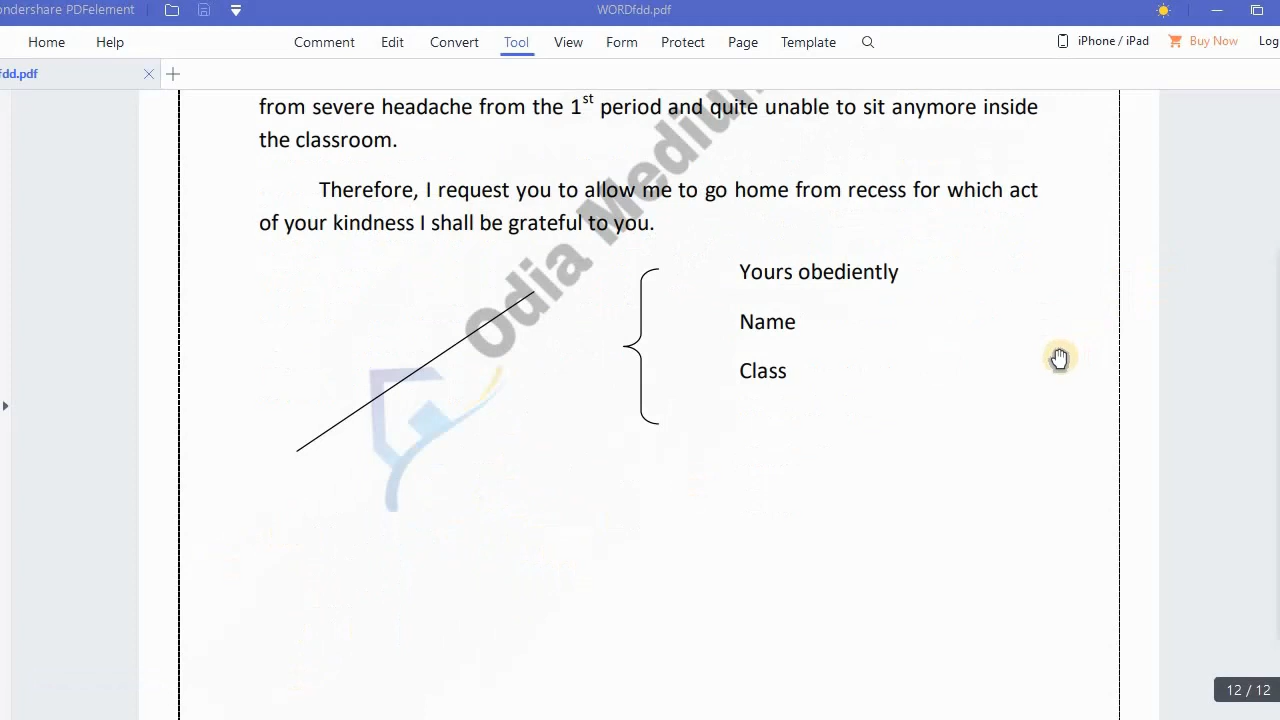 ondershare PDFelement
WORDfdd.pdf
Home Help Comment Edit Convert Tool View Form Protect Page Template iPhone / iPad Buy Now Log
fdd.pdf
from severe headache from the 1st period and quite unable to sit anymore inside
the classroom.
Therefore, I request you to allow me to go home from recess for which act
of your kindness I shall be grateful to you.
Yours obediently
Name
Class
Odia Medium
12 / 12